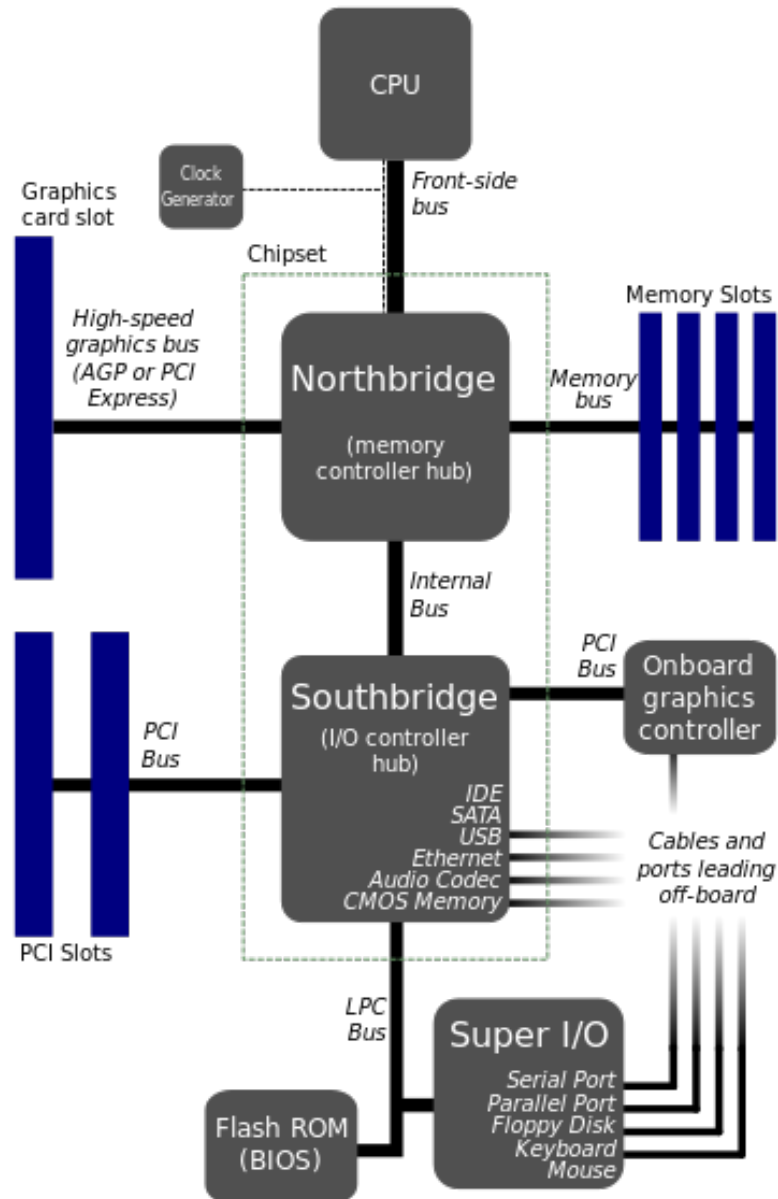 CPU
Clock
Generator
Front-side
bus
Graphics
card slot
Chipset
High-speed
graphics bus
(AGP or PCI
Express)
Northbridge
(memory
controller hub)
Memory Slots
Memory
bus
Internal
Bus
PCI
Bus
Onboard
graphics
controller
Southbridge
(I/O controller
hub)
PCI
Bus
IDE
SATA
USB
Ethernet
Audio Codec
CMOS Memory
Cables and
ports leading
off-board
PCI Slots
LPC
Bus
Super I/O
Serial Port
Parallel Port
Floppy Disk
Keyboard
Mouse
Flash ROM
(BIOS)